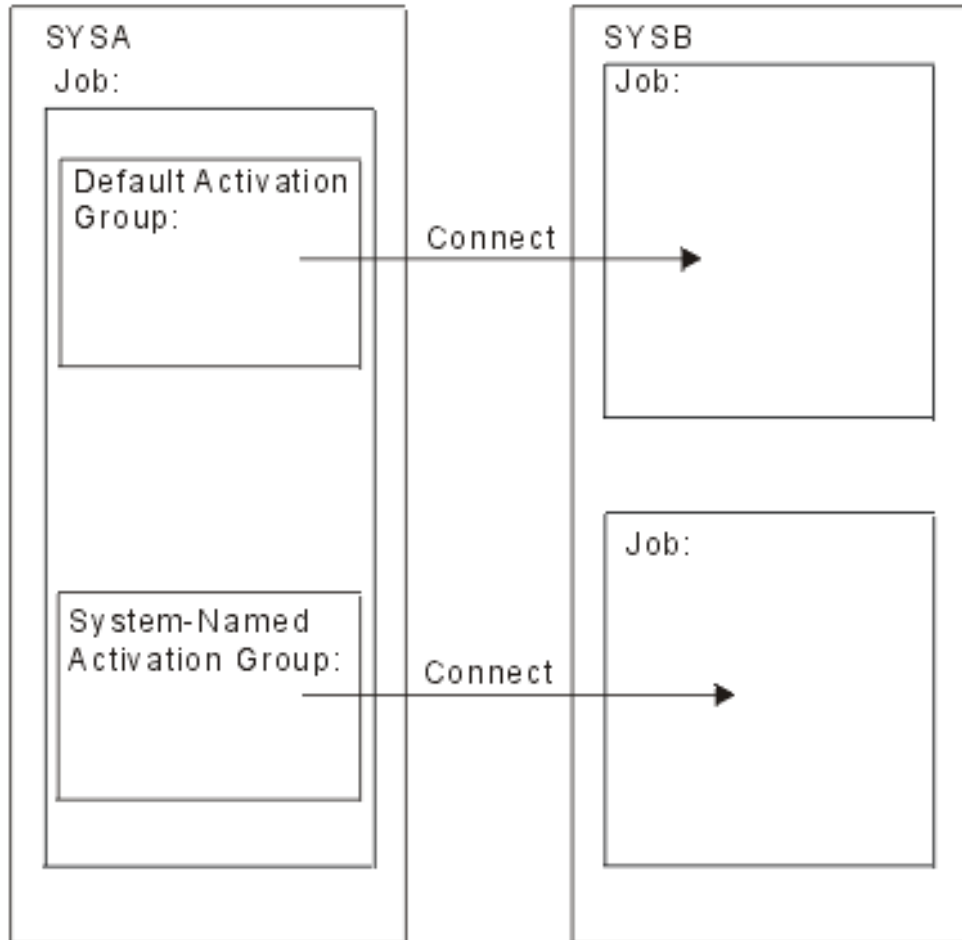 SYSA
Job:
Default Activation
Group:
Connect
System-Named
Activation Group:
Connect
SYSB
Job:
Job: